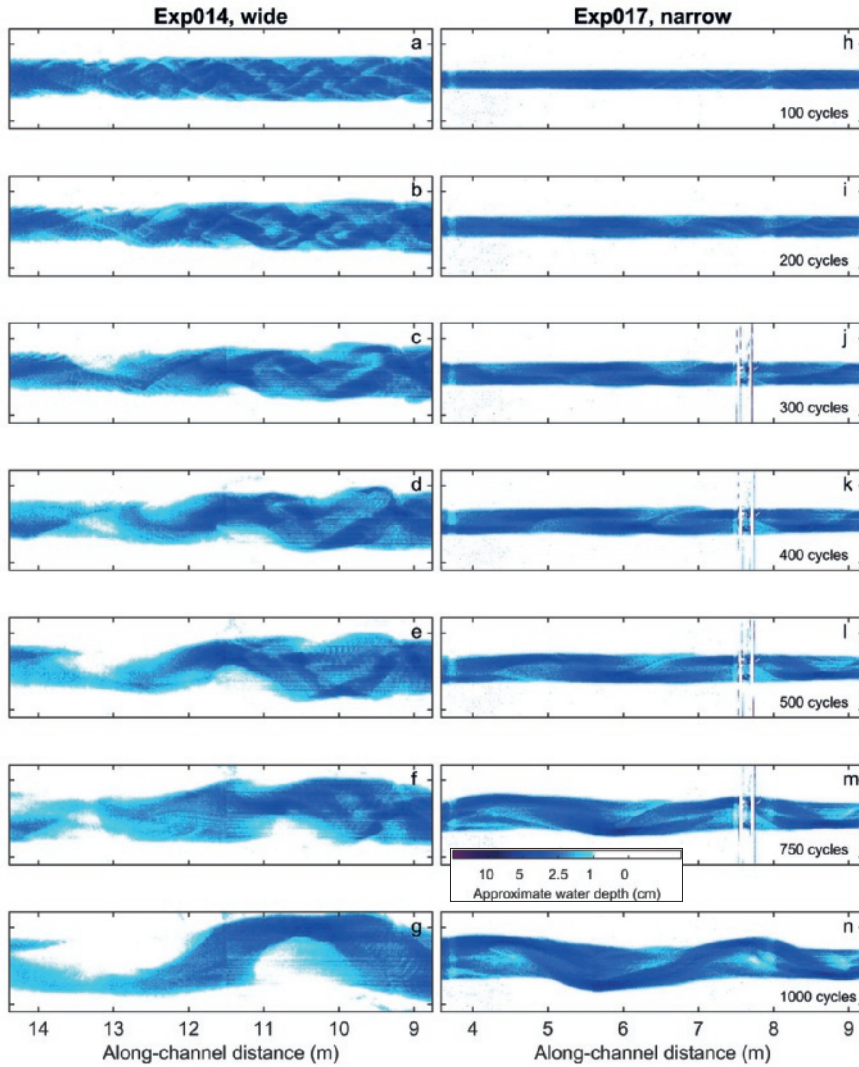 Exp014, wide
Exp017, narrow
a
h
100 cycles
b
i
200 cycles
c
j
300 cycles
d
k
400 cycles
e
l
500 cycles
f
m
750 cycles
10 5 2.5 1 0
Approximate water depth (cm)
g
n
1000 cycles
14 13 12 11 10 9
4 5 6 7 8 9
Along-channel distance (m)
Along-channel distance (m)